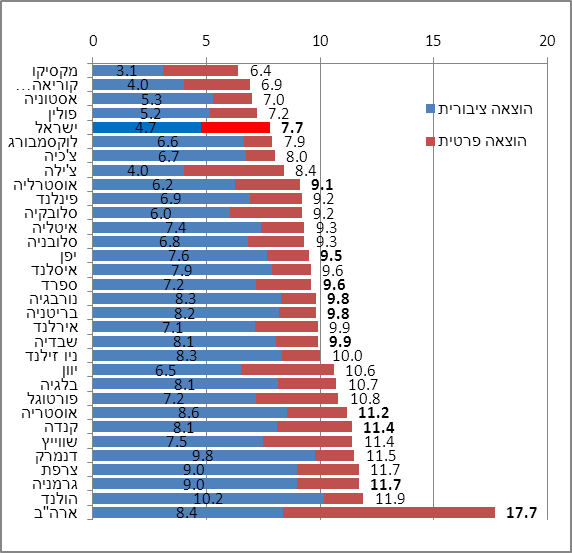 0 5 10 15 20
מקסיקו 3.1 6.4
קוריאה... 4.0 6.9
אסטוניה 5.3 7.0
פולין 5.2 7.2
ישראל 4.7 7.7
לוקסמבורג 6.6 7.9
צ'כיה 6.7 8.0
צ'ילה 4.0 8.4
אוסטרליה 6.2 9.1
פינלנד 6.9 9.2
סלובקיה 6.0 9.2
איטליה 7.4 9.3
סלובניה 6.8 9.3
יפן 7.6 9.5
איסלנד 7.9 9.6
ספרד 7.2 9.6
נורבגיה 8.3 9.8
בריטניה 8.2 9.8
אירלנד 7.1 9.9
שבדיה 8.1 9.9
ניו זילנד 8.3 10.0
יוון 6.5 10.6
בלגיה 8.1 10.7
פורטוגל 7.2 10.8
אוסטריה 8.6 11.2
קנדה 8.1 11.4
שווייץ 7.5 11.4
דנמרק 9.8 11.5
צרפת 9.0 11.7
גרמניה 9.0 11.7
הולנד 10.2 11.9
ארה"ב 8.4 17.7
הוצאה ציבורית
הוצאה פרטית